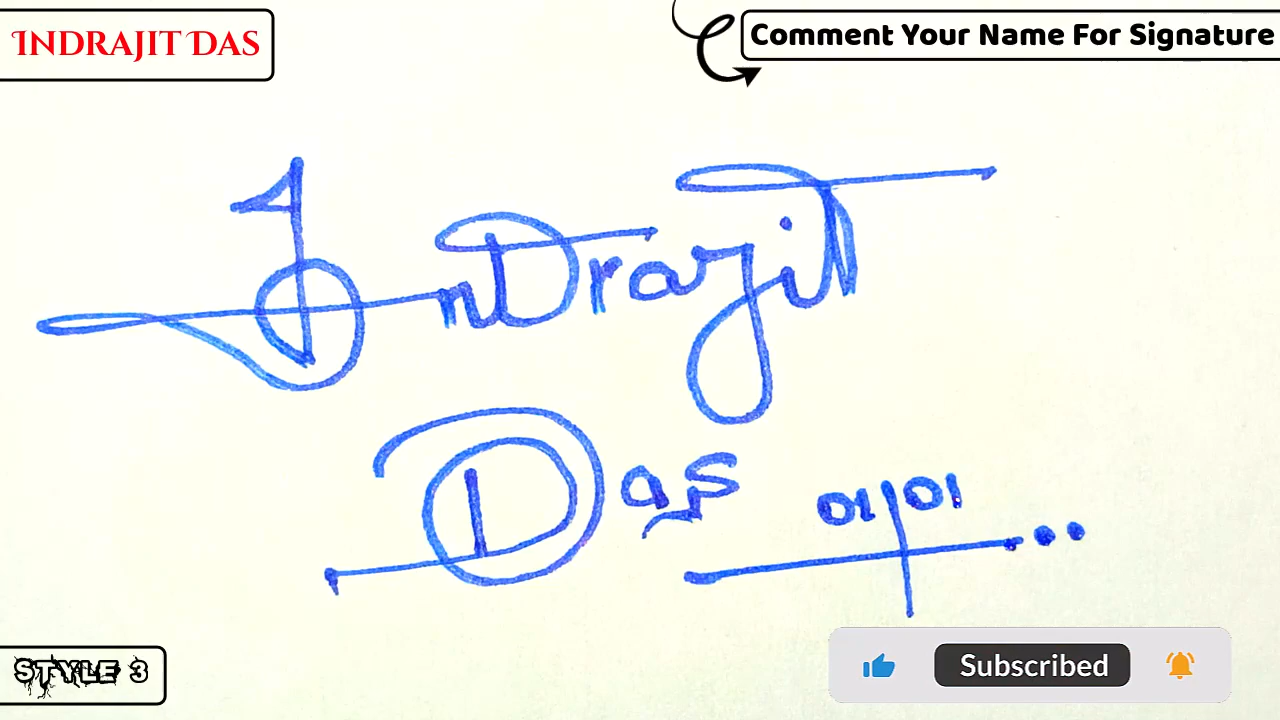 Indrajit Das
Comment Your Name For Signature
Indrajit
Das
01/01
Style 3
Subscribed